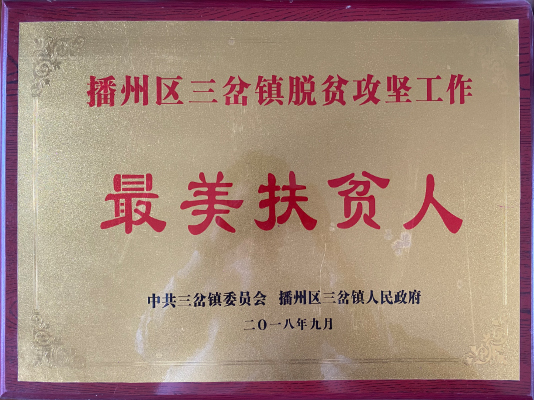 播州区三岔镇脱贫攻坚工作
最美扶贫人
中共三岔镇委员会 播州区三岔镇人民政府
二〇一八年九月